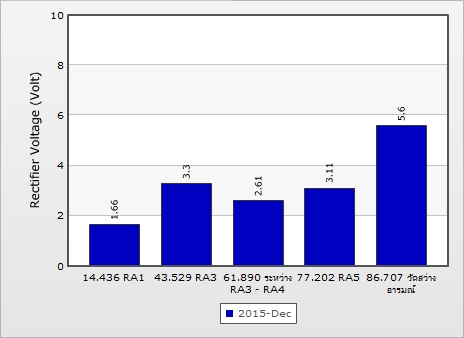 10
8
6
4
2
0
Rectifier Voltage (Volt)
1.66
3.3
2.61
3.11
5.6
14.436 RA1
43.529 RA3
61.890 ระหว่าง
RA3 - RA4
77.202 RA5
86.707 วัดสว่าง
อารมณ์
2015-Dec